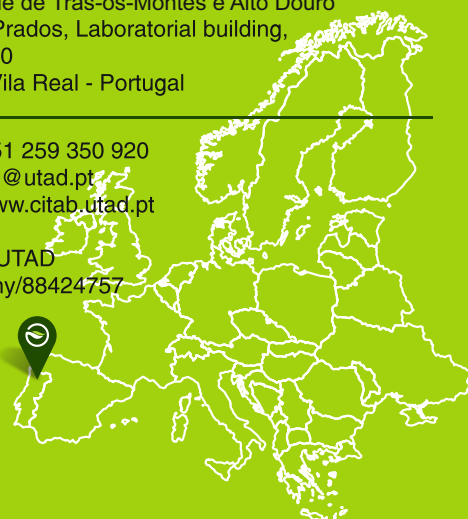 de de Trás-os-Montes e Alto Douro
Prados, Laboratorial building,
0
Vila Real - Portugal
51 259 350 920
@utad.pt
ww.citab.utad.pt
UTAD
ny/88424757